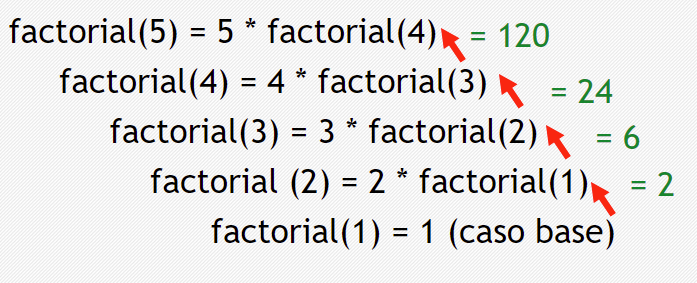 factorial(5) = 5 * factorial(4) = 120
factorial(4) = 4 * factorial(3) = 24
factorial(3) = 3 * factorial(2) = 6
factorial (2) = 2 * factorial(1) = 2
factorial(1) = 1 (caso base)